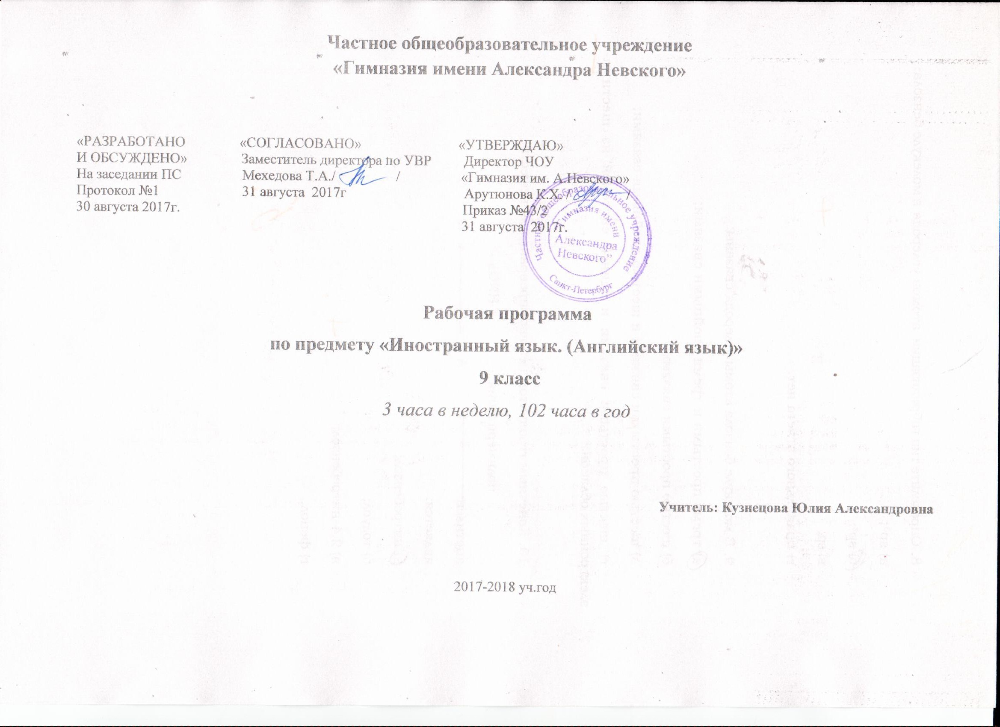 Частное общеобразовательное учреждение
«Гимназия имени Александра Невского»
«РАЗРАБОТАНО
И ОБСУЖДЕНО»
На заседании ПС
Протокол №1
30 августа 2017г.
«СОГЛАСОВАНО»
Заместитель директора по УВР
Мехедова Т.А./ /
31 августа 2017г
«УТВЕРЖДАЮ»
Директор ЧОУ
«Гимназия им. А.Невского»
Арутюнова К.Х. / /
Приказ №43/2
31 августа 2017г.
Частное общеобразовательное учреждение
"Гимназия имени
Александра
Невского"
Санкт-Петербург
Рабочая программа
по предмету «Иностранный язык. (Английский язык)»
9 класс
3 часа в неделю, 102 часа в год
Учитель: Кузнецова Юлия Александровна
2017-2018 уч.год